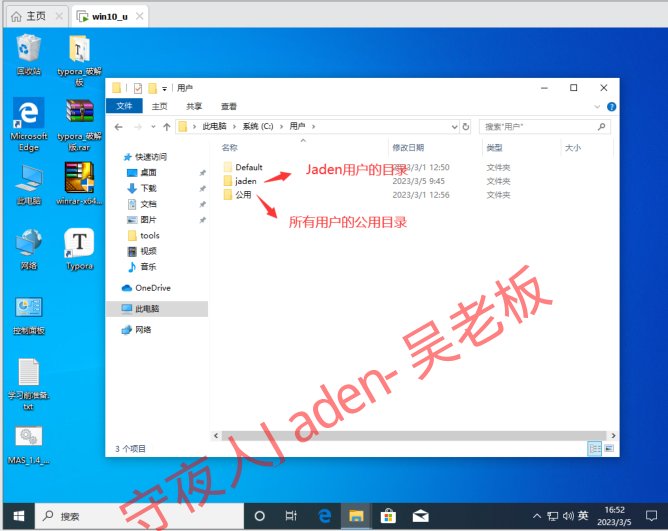 主页
win10_u
回收站
typora_破解版
Microsoft Edge
typora_破解版.rar
此电脑
winrar-x64...
网络
Typora
控制面板
学习前准备.txt
MAS_1.4_...
用户
文件
主页
共享
查看
此电脑 > 系统 (C:) > 用户 >
搜索"用户"
名称
修改日期
类型
大小
快速访问
桌面
下载
文档
图片
tools
视频
音乐
OneDrive
此电脑
网络
Default
2023/3/1 12:50
文件夹
jaden
2023/3/5 9:45
文件夹
公用
2023/3/1 12:56
文件夹
Jaden用户的目录
所有用户的公用目录
守夜人J aden- 吴老板
3 个项目
搜索
英
16:52
2023/3/5